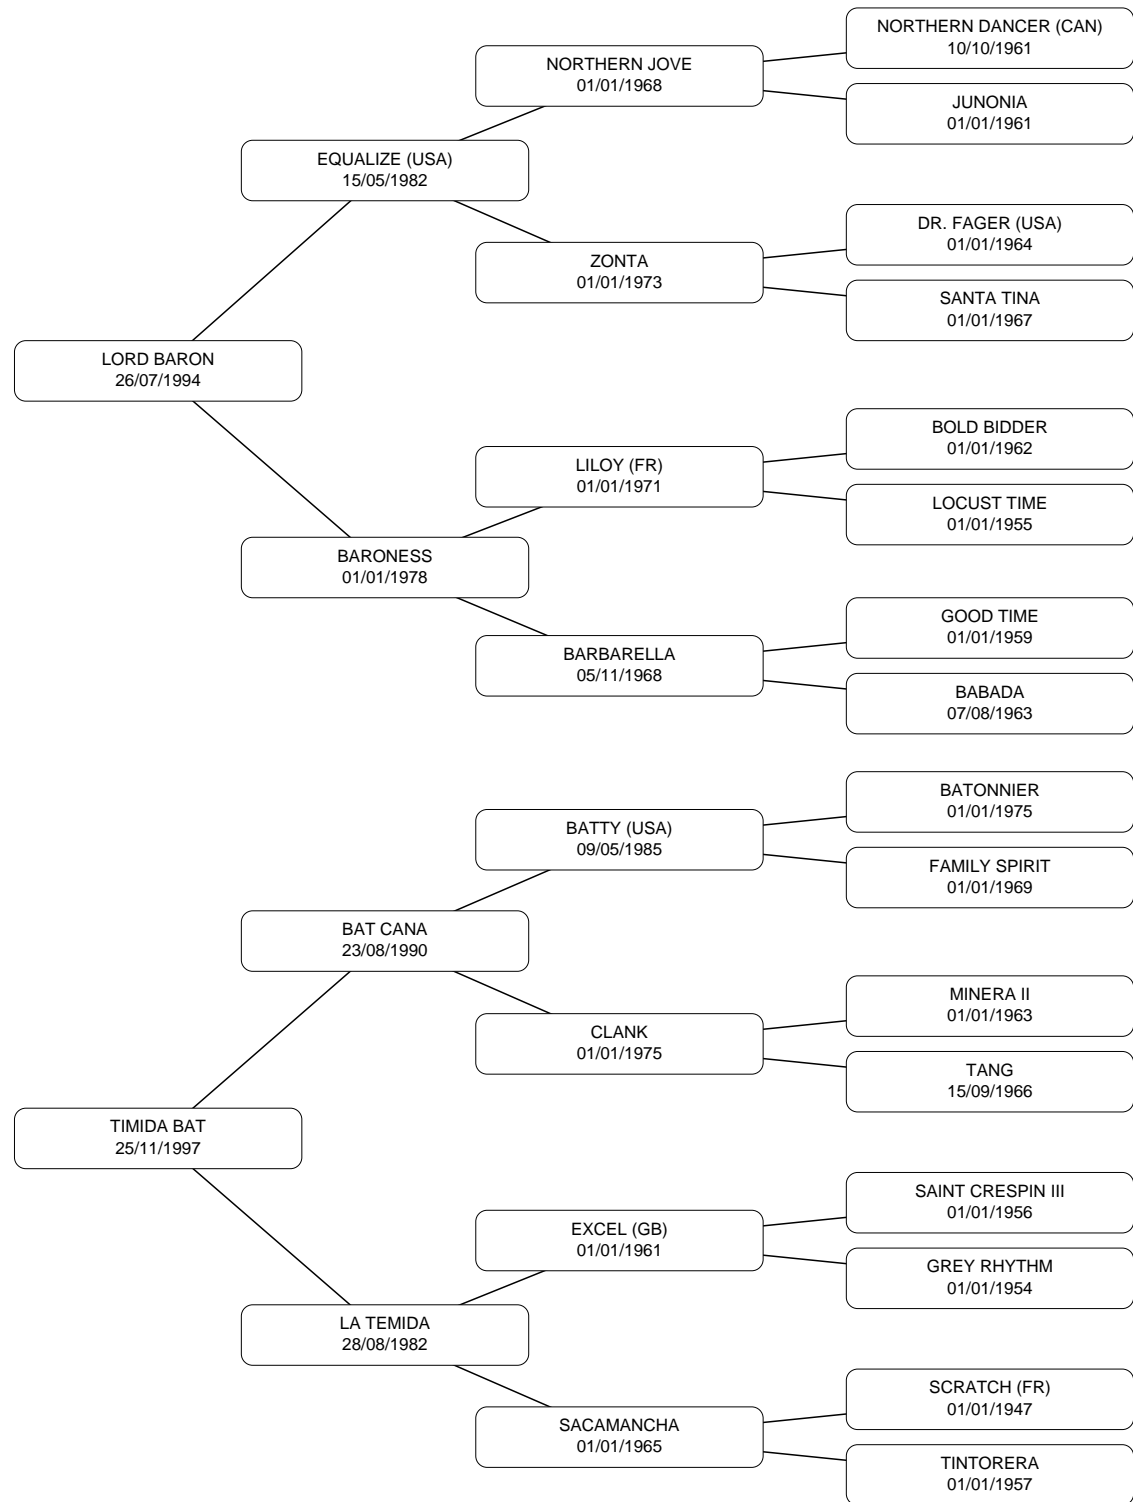 NORTHERN DANCER (CAN)
10/10/1961
NORTHERN JOVE
01/01/1968
JUNONIA
01/01/1961
EQUALIZE (USA)
15/05/1982
DR. FAGER (USA)
01/01/1964
ZONTA
01/01/1973
SANTA TINA
01/01/1967
LORD BARON
26/07/1994
BOLD BIDDER
01/01/1962
LILOY (FR)
01/01/1971
LOCUST TIME
01/01/1955
BARONESS
01/01/1978
GOOD TIME
01/01/1959
BARBARELLA
05/11/1968
BABADA
07/08/1963
BATONNIER
01/01/1975
BATTY (USA)
09/05/1985
FAMILY SPIRIT
01/01/1969
BAT CANA
23/08/1990
MINERA II
01/01/1963
CLANK
01/01/1975
TANG
15/09/1966
TIMIDA BAT
25/11/1997
SAINT CRESPIN III
01/01/1956
EXCEL (GB)
01/01/1961
GREY RHYTHM
01/01/1954
LA TEMIDA
28/08/1982
SCRATCH (FR)
01/01/1947
SACAMANCHA
01/01/1965
TINTORERA
01/01/1957